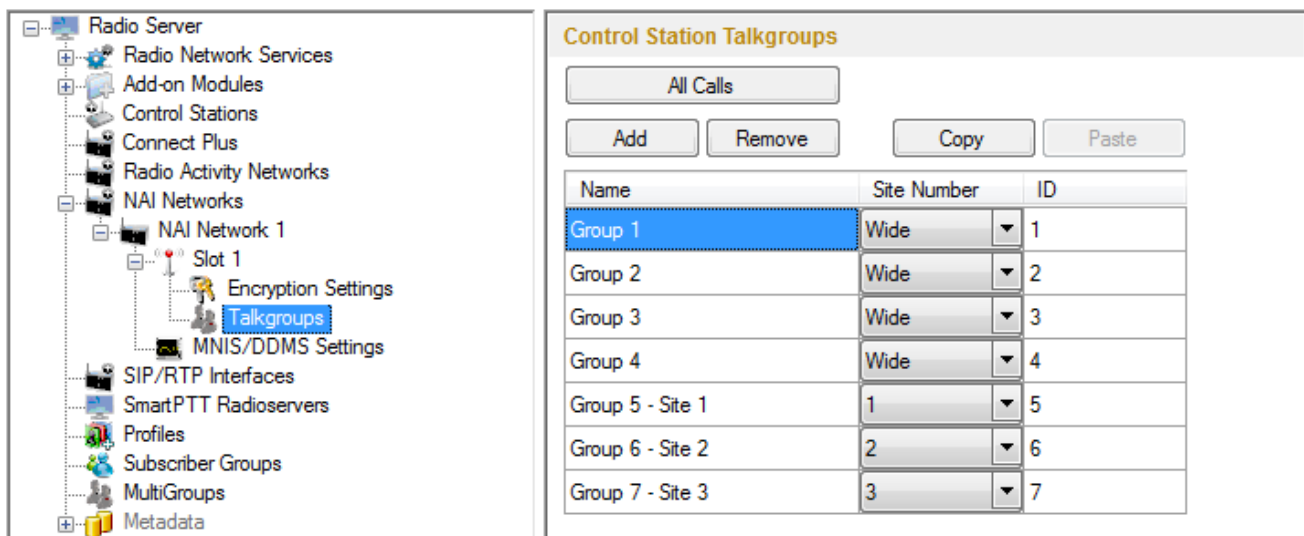 Radio Server
Radio Network Services
Add-on Modules
Control Stations
Connect Plus
Radio Activity Networks
NAI Networks
NAI Network 1
Slot 1
Encryption Settings
Talkgroups
MNIS/DDMS Settings
SIP/RTP Interfaces
SmartPTT Radioservers
Profiles
Subscriber Groups
MultiGroups
Metadata
Control Station Talkgroups
All Calls
Add Remove Copy Paste
Name Site Number ID
Group 1 Wide 1
Group 2 Wide 2
Group 3 Wide 3
Group 4 Wide 4
Group 5 - Site 1 1 5
Group 6 - Site 2 2 6
Group 7 - Site 3 3 7